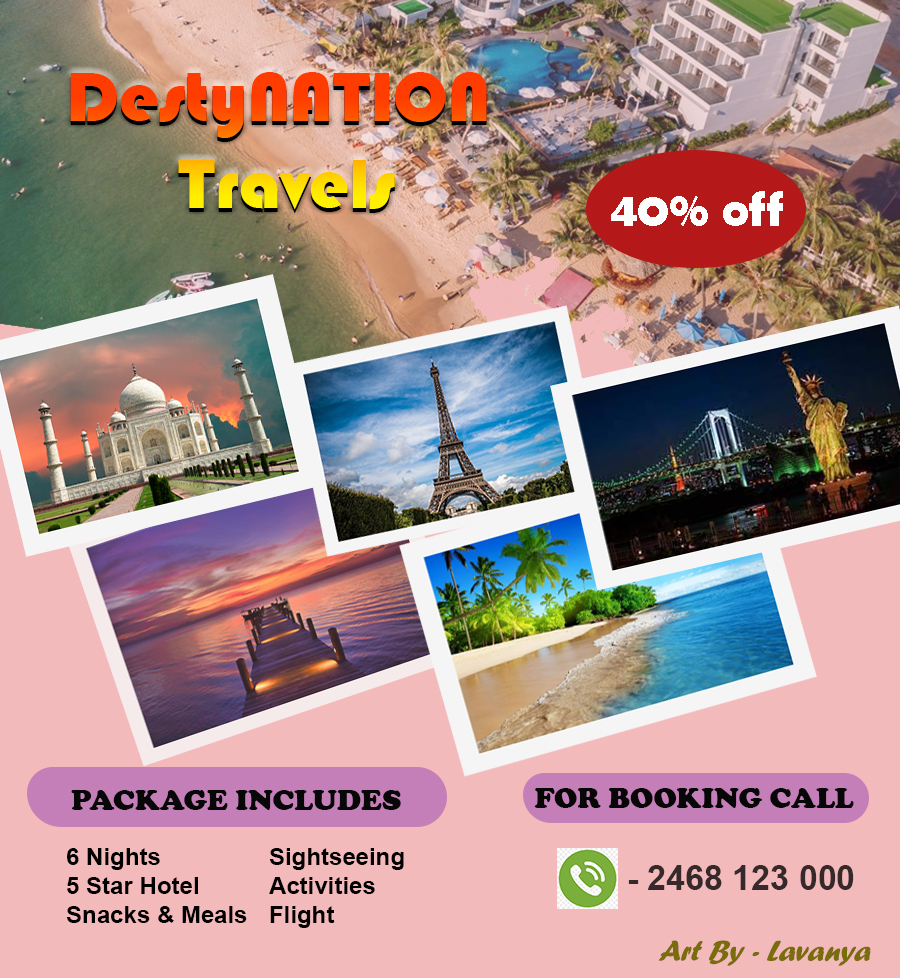 DestyNATION
Travels
40% off
PACKAGE INCLUDES
6 Nights
5 Star Hotel
Snacks & Meals
Sightseeing
Activities
Flight
FOR BOOKING CALL
- 2468 123 000
Art By - Lavanya